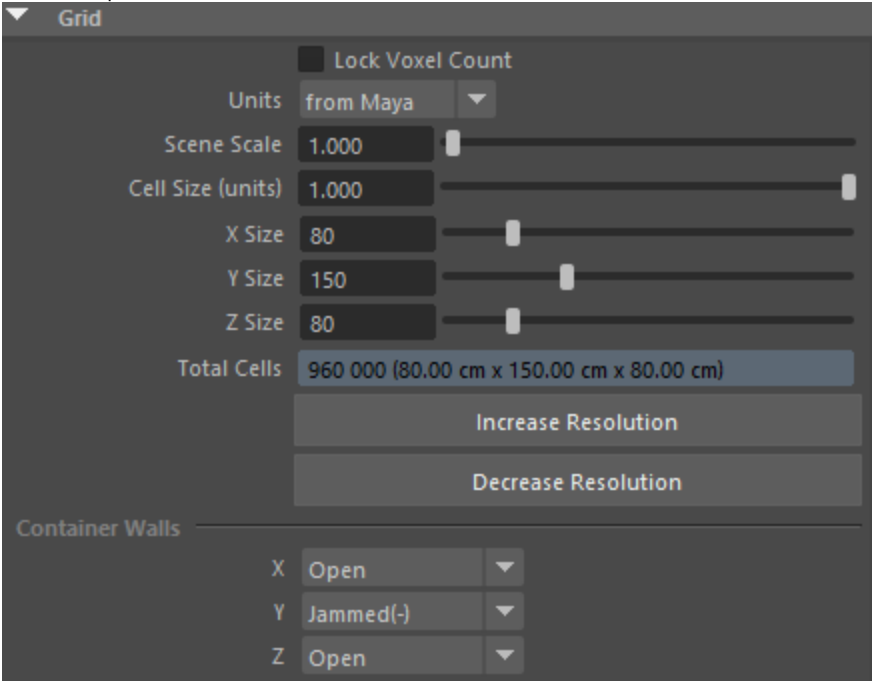 Grid
Lock Voxel Count
Units from Maya
Scene Scale 1.000
Cell Size (units) 1.000
X Size 80
Y Size 150
Z Size 80
Total Cells 960 000 (80.00 cm x 150.00 cm x 80.00 cm)
Increase Resolution
Decrease Resolution
Container Walls
X Open
Y Jammed(-)
Z Open